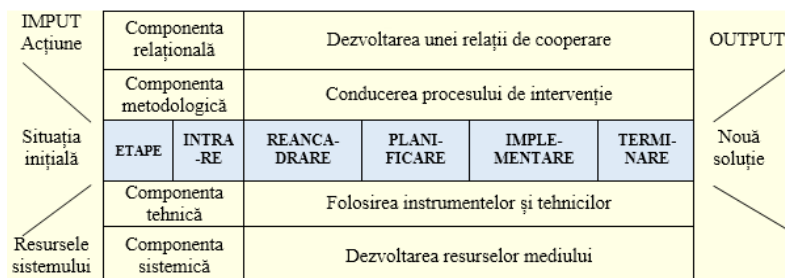 IMPUT
Acțiune
Componenta
relațională
Dezvoltarea unei relații de cooperare
OUTPUT
Componenta
metodologică
Conducerea procesului de intervenție
Situația
inițială
ETAPE
INTRA
-RE
REANCA-
DRARE
PLANI-
FICARE
IMPLE-
MENTARE
TERMI-
NARE
Nouă
soluție
Componenta
tehnică
Folosirea instrumentelor și tehnicilor
Resursele
sistemului
Componenta
sistemică
Dezvoltarea resurselor mediului